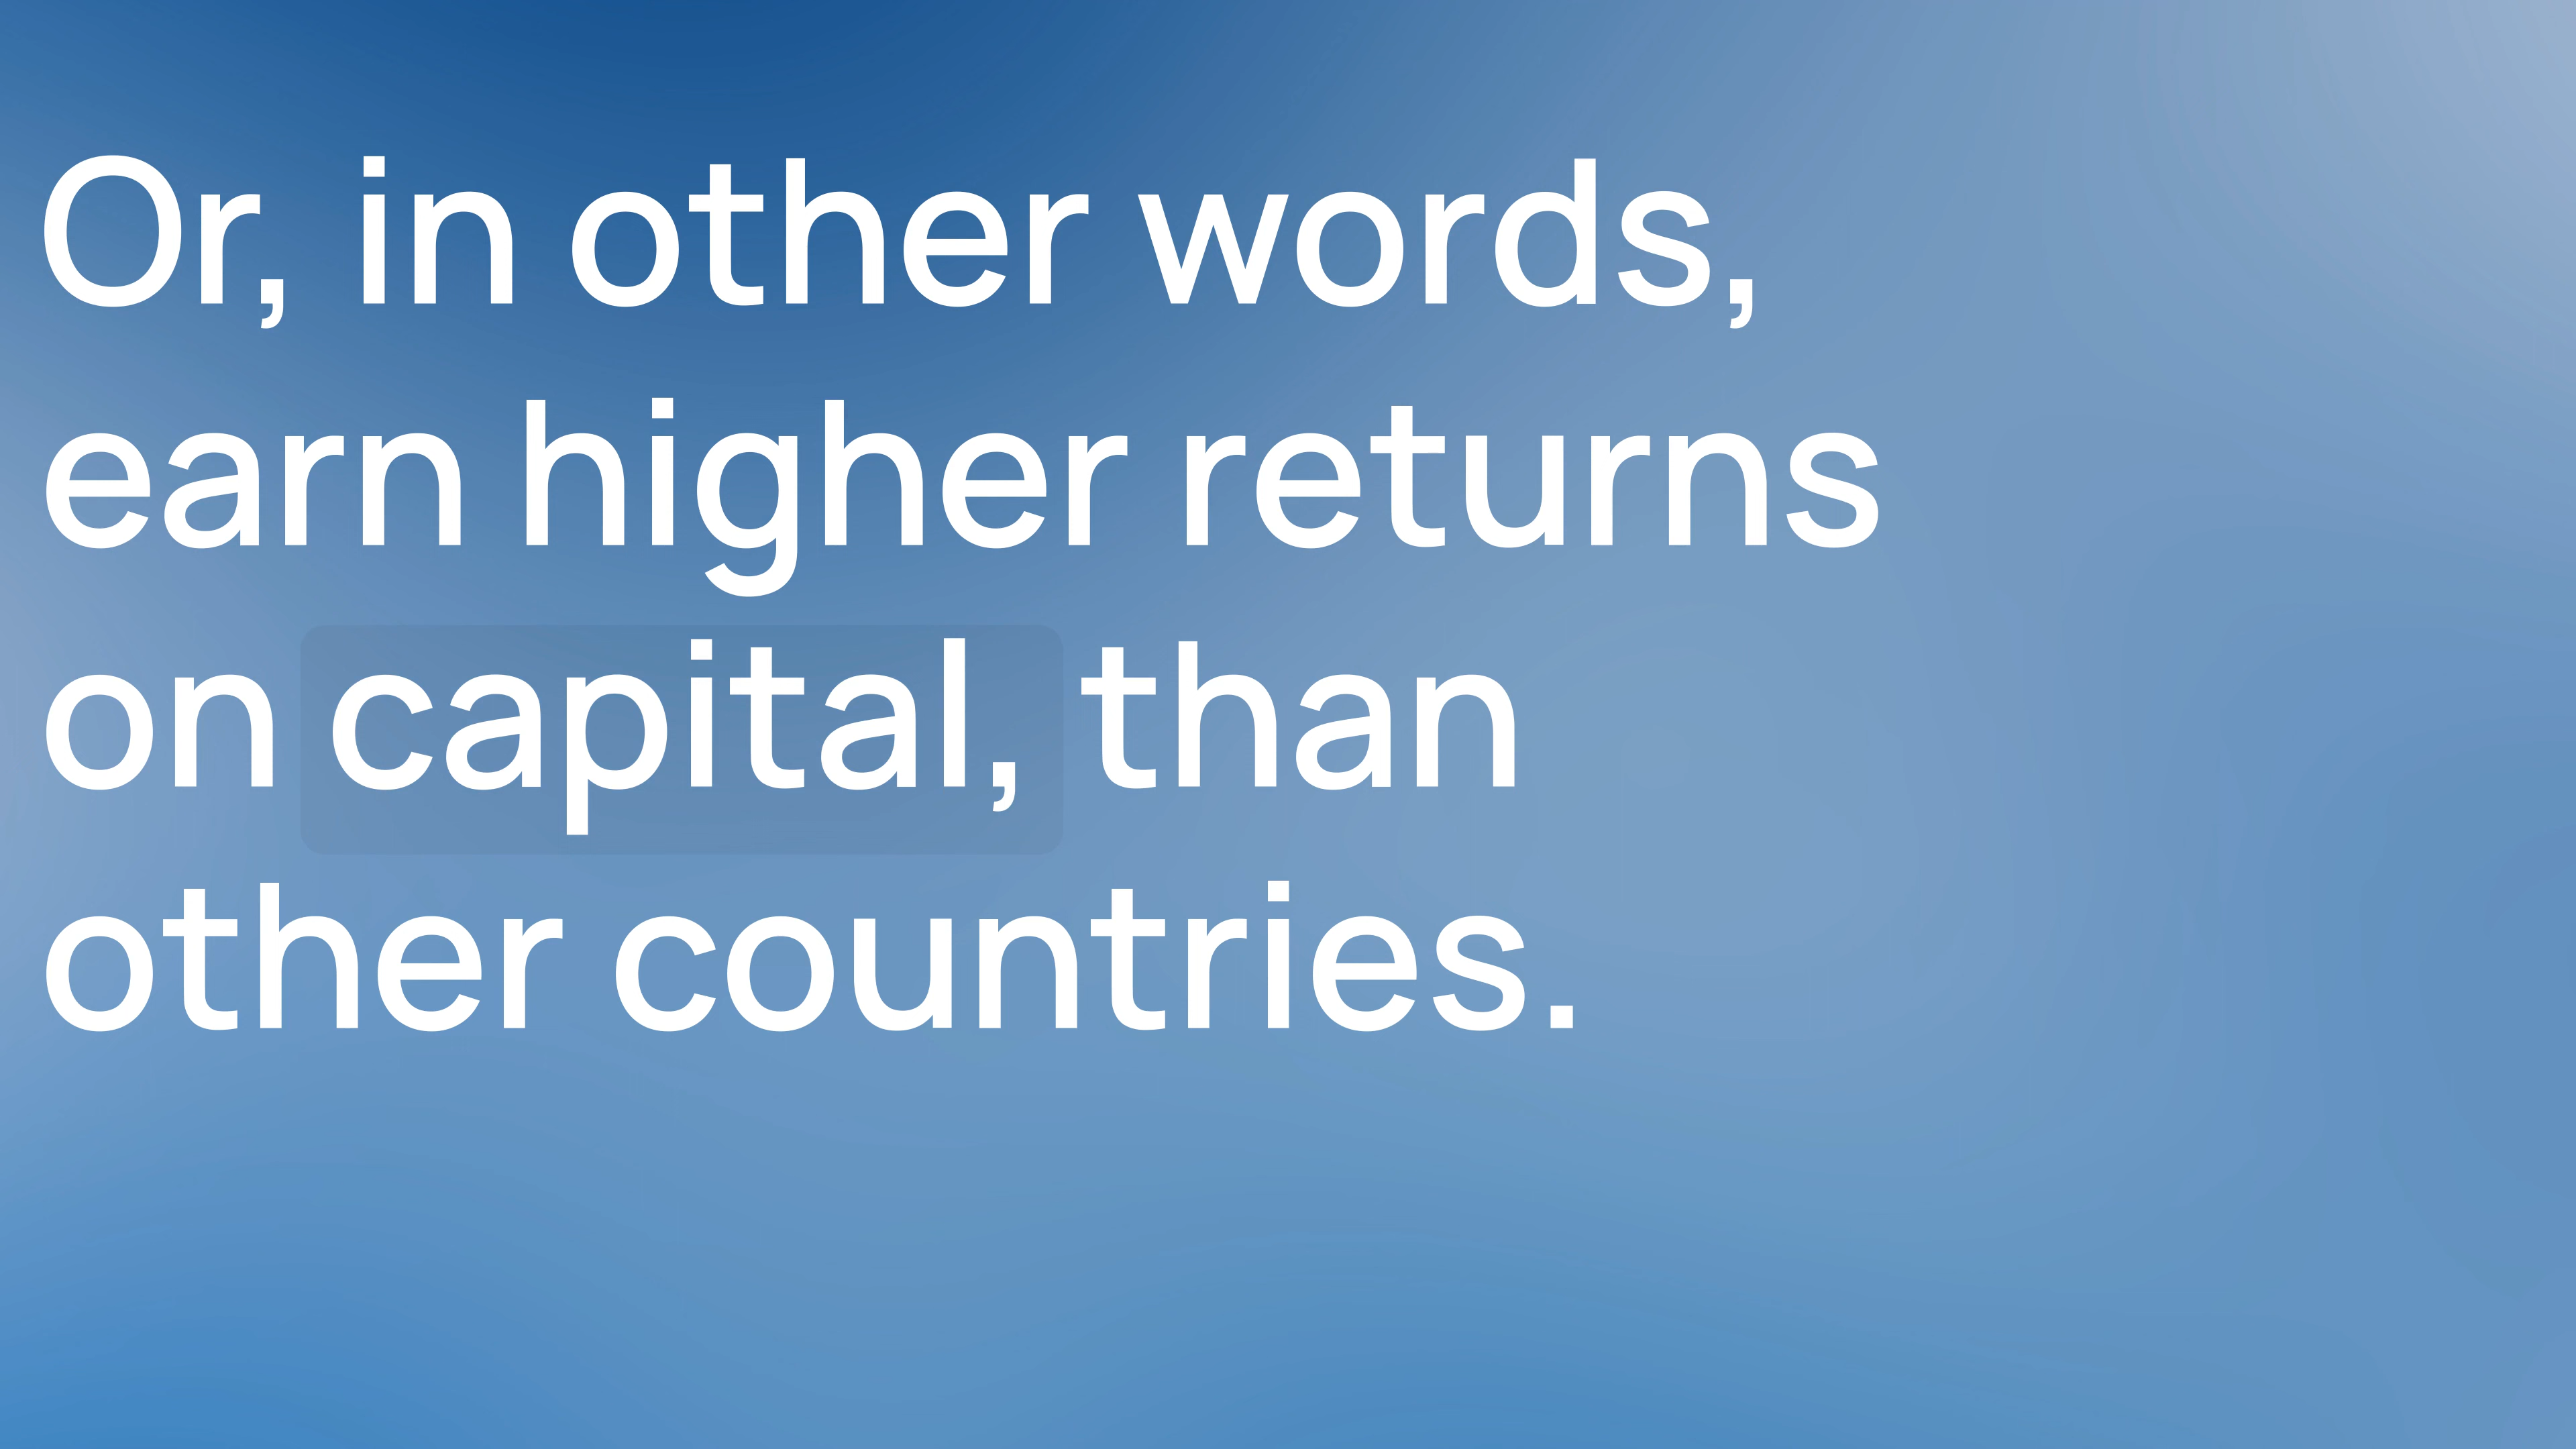 Or, in other words,
earn higher returns
on capital, than
other countries.